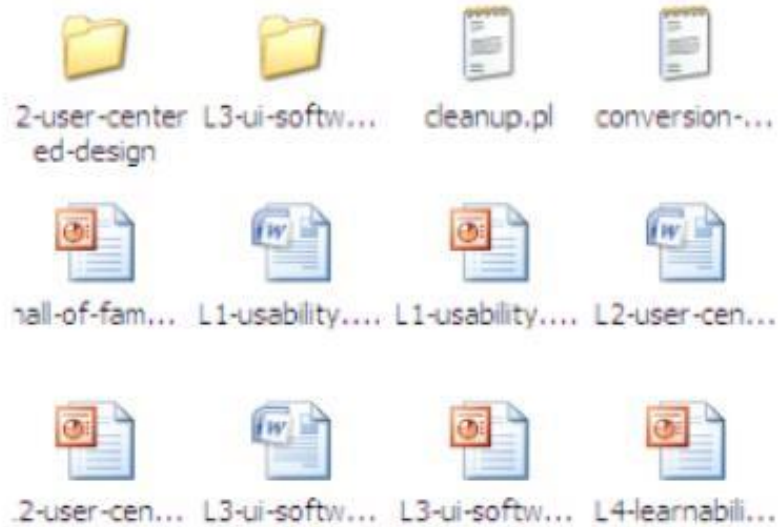 2-user-center L3-ui-softw... cleanup.pl conversion-...
ed-design
hall-of-fam... L1-usability.... L1-usability.... L2-user-cen...
.2-user-cen... L3-ui-softw... L3-ui-softw... L4-learnabili...